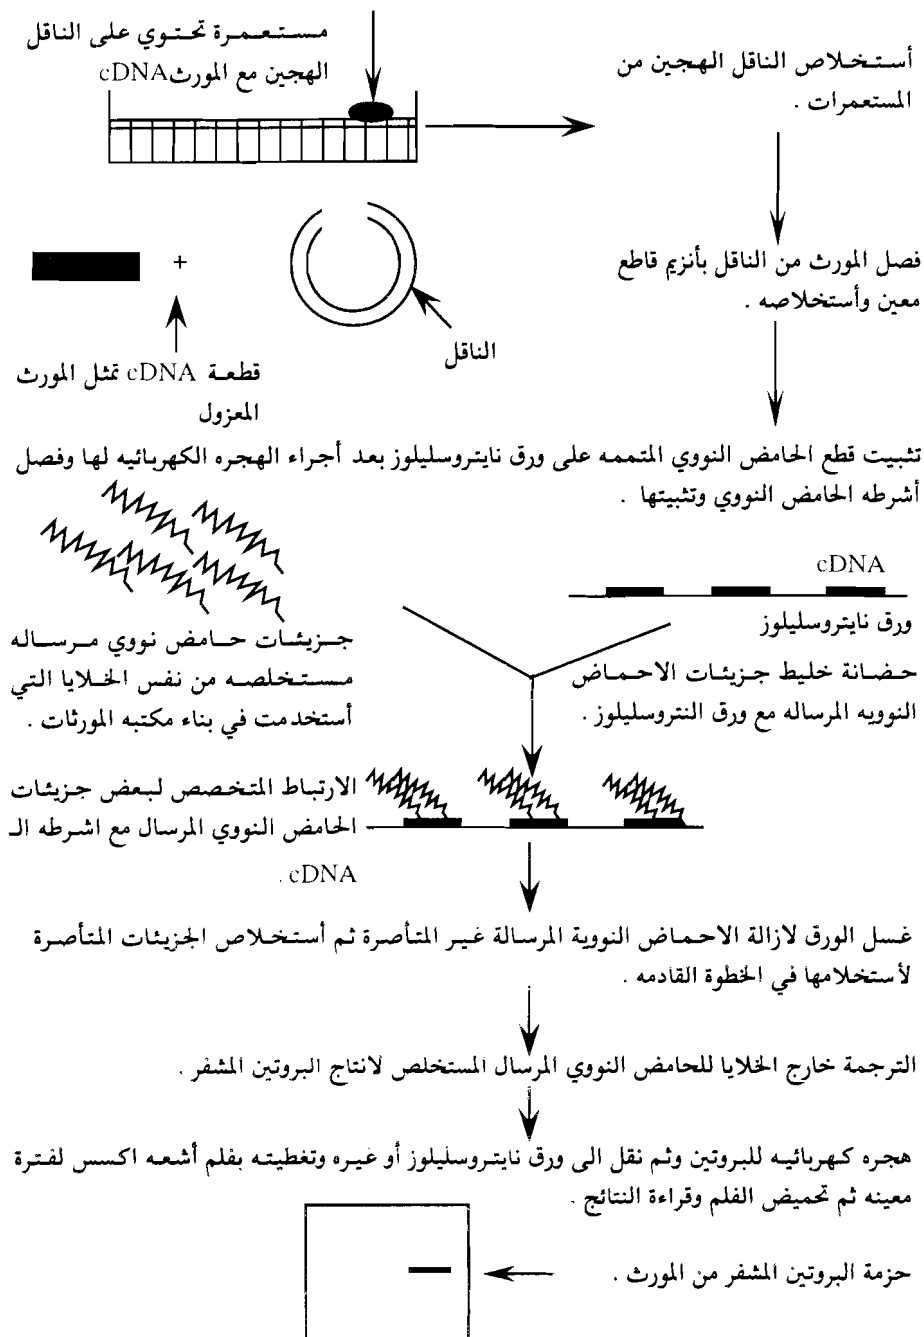 مستعمرة تحتوي على الناقل
الهجين مع المورث cDNA
أستخلاص الناقل الهجين من
المستعمرات .
فصل المورث من الناقل بأنزيم قاطع
معين وأستخلاصه .
+
الناقل
قطعة cDNA تمثل المورث
المعزول
تثبيت قطع الحامض النووي المتممه على ورق نايتروسليلوز بعد أجراء الهجره الكهربائيه لها وفصل
أشرطه الحامض النووي وتثبيتها .
cDNA
ورق نايتروسليلوز
جزيئات حامض نووي مرساله
مستخلصه من نفس الخلايا التي
أستخدمت في بناء مكتبه المورثات .
حضانة خليط جزيئات الاحماض
النوويه المرساله مع ورق النتروسليلوز .
الارتباط المتخصص لبعض جزيئات
الحامض النووي المرسال مع اشرطه الـ
cDNA .
غسل الورق لازالة الاحماض النووية المرسالة غير المتأصرة ثم أستخلاص الجزيئات المتأصرة
لأستخلامها في الخطوة القادمه .
الترجمة خارج الخلايا للحامض النووي المرسال المستخلص لانتاج البروتين المشفر .
هجره كهربائيه للبروتين وثم نقل الى ورق نايتروسليلوز أو غيره وتغطيته بفلم أشعه اكسس لفترة
معينه ثم تحميض الفلم وقراءة النتائج .
حزمة البروتين المشفر من المورث .